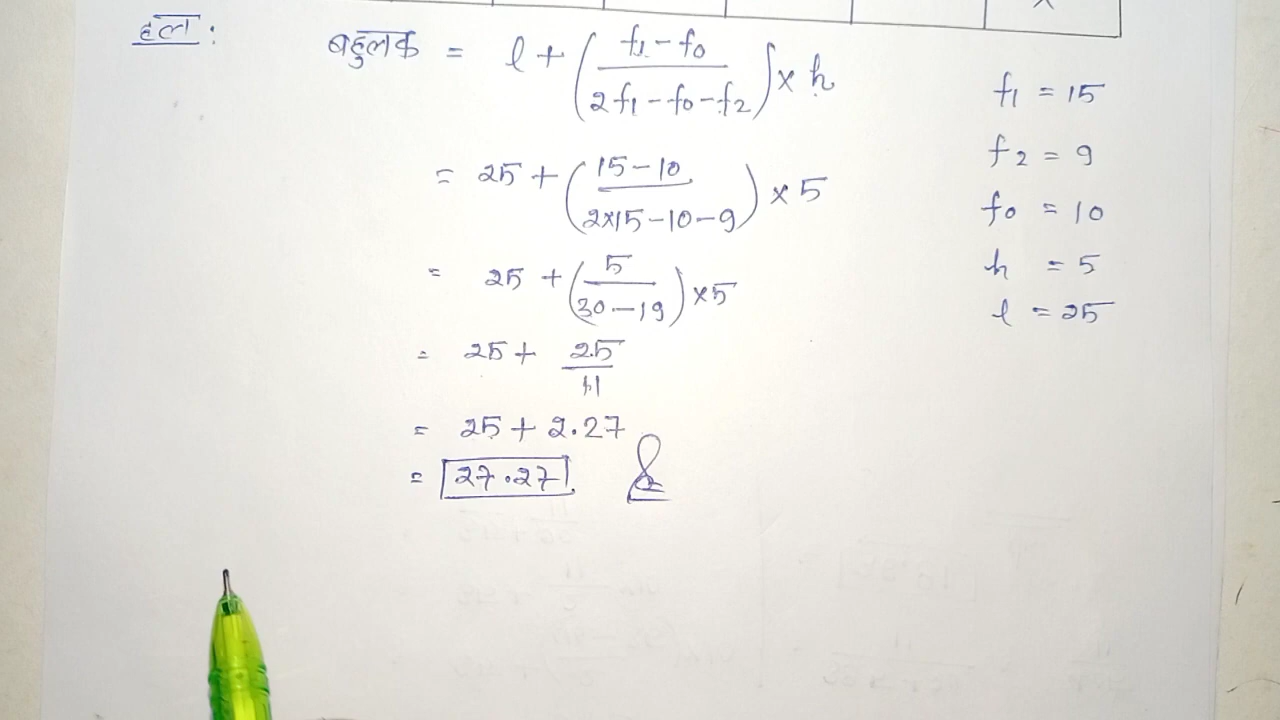 हल :
बहुलक = l + ( f1 - f0 / 2f1 - f0 - f2 ) × h
= 25 + ( 15 - 10 / 2×15 - 10 - 9 ) × 5
= 25 + ( 5 / 30 - 19 ) × 5
= 25 + 25 / 11
= 25 + 2.27
= 27.27
f1 = 15
f2 = 9
f0 = 10
h = 5
l = 25